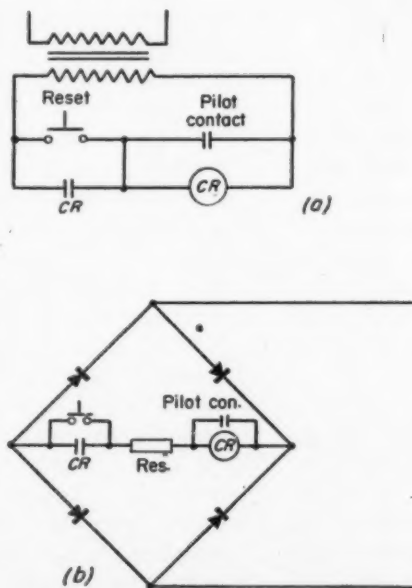 Reset
Pilot
contact
CR
CR
(a)
Pilot con.
CR
Res.
CR
(b)